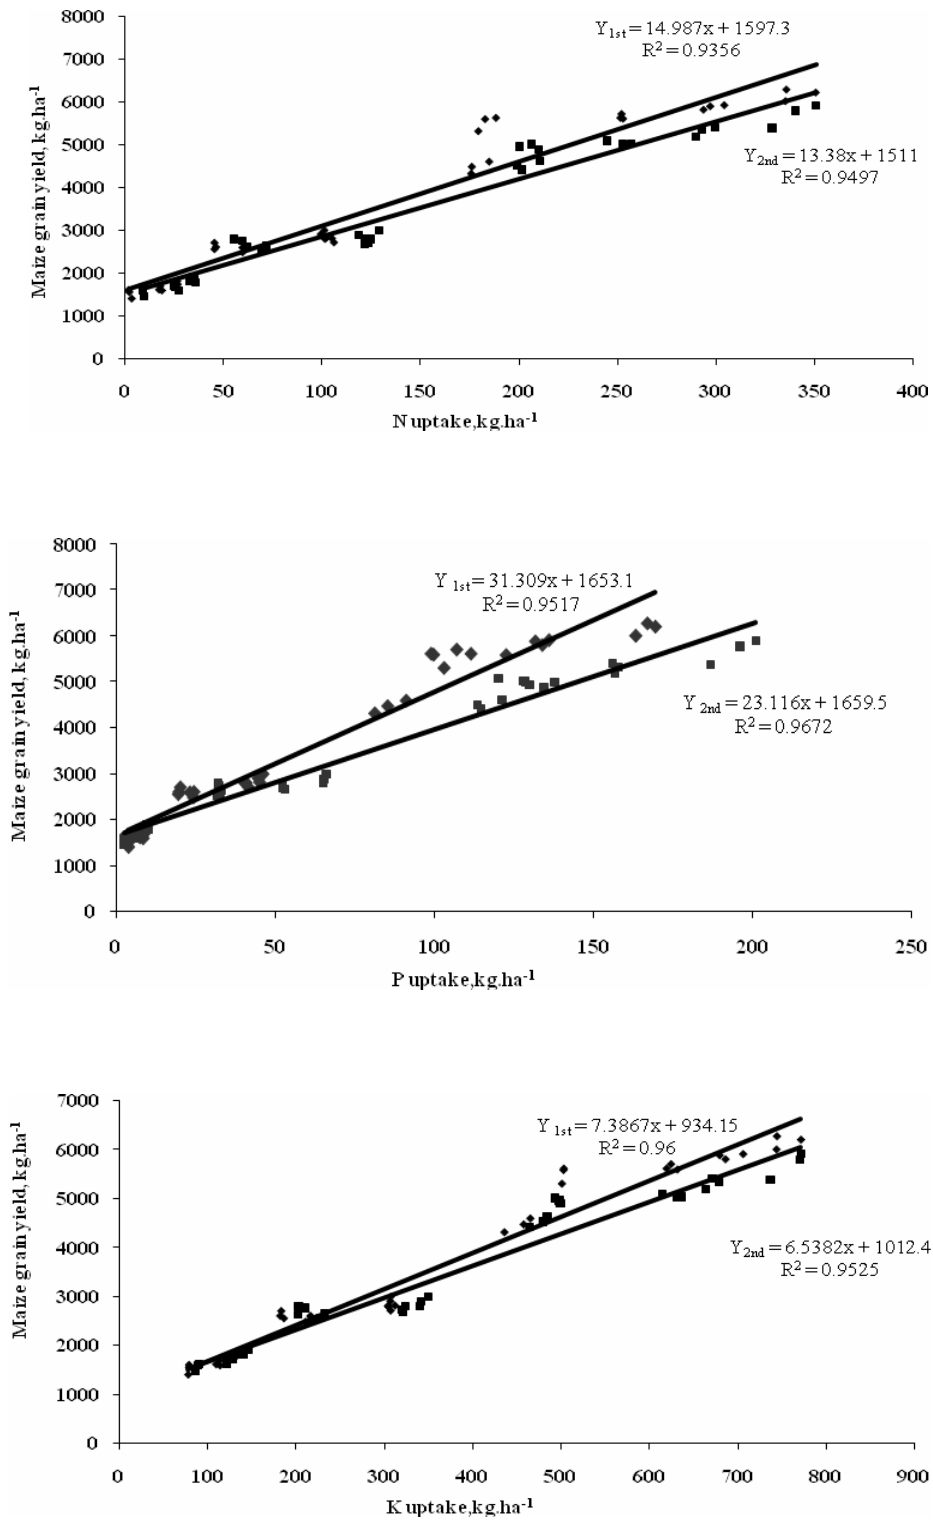 8000
Y1st = 14.987x + 1597.3
R² = 0.9356
7000
6000
5000
Y2nd = 13.38x + 1511
R² = 0.9497
4000
3000
2000
1000
0
Maize grain yield, kg.ha-1
0 50 100 150 200 250 300 350 400
N uptake,kg.ha-1
8000
Y 1st = 31.309x + 1653.1
R² = 0.9517
7000
6000
5000
Y 2nd = 23.116x + 1659.5
R² = 0.9672
4000
3000
2000
1000
0
Maize grain yield, kg.ha-1
0 50 100 150 200 250
P uptake,kg.ha-1
7000
Y 1st = 7.3867x + 934.15
R² = 0.96
6000
5000
4000
Y2nd = 6.5382x + 1012.4
R² = 0.9525
3000
2000
1000
0
Maize grain yield, kg.ha-1
0 100 200 300 400 500 600 700 800 900
K uptake,kg.ha-1